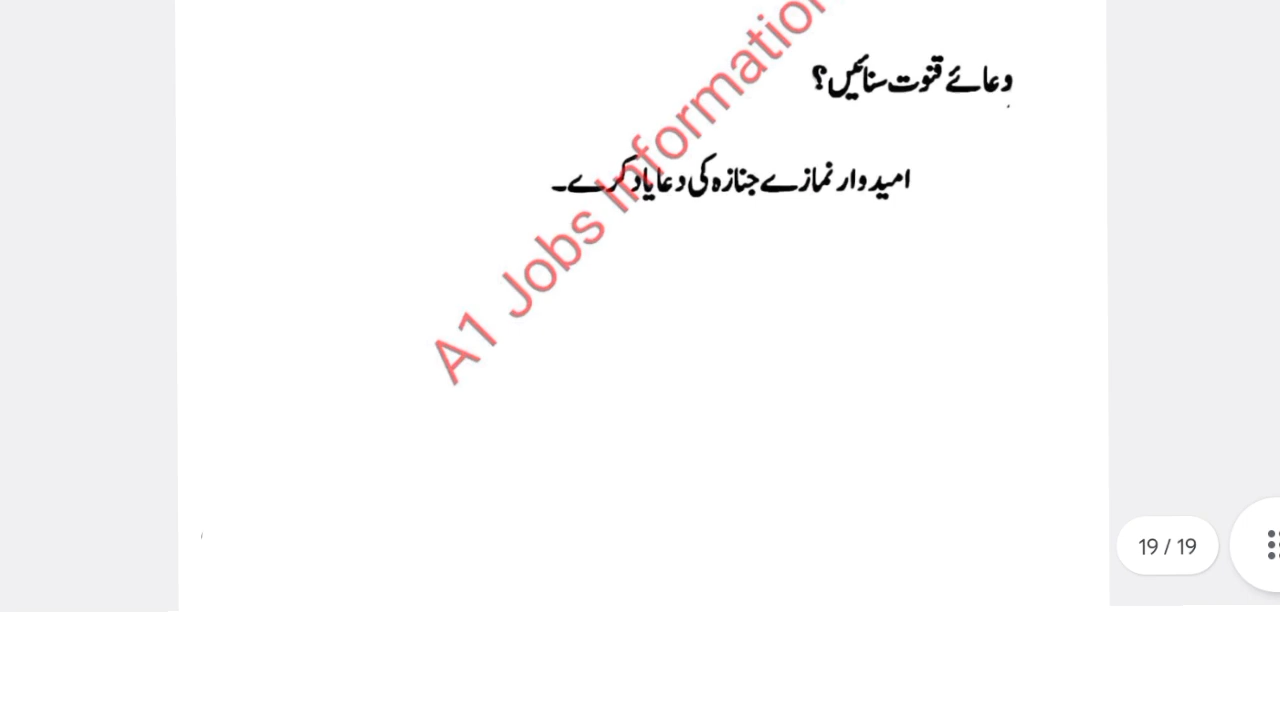 دعائے قنوت سنائیں؟
امیدوار نمازے جنازہ کی دعا یاد کرے۔
A1 Jobs Information
19 / 19